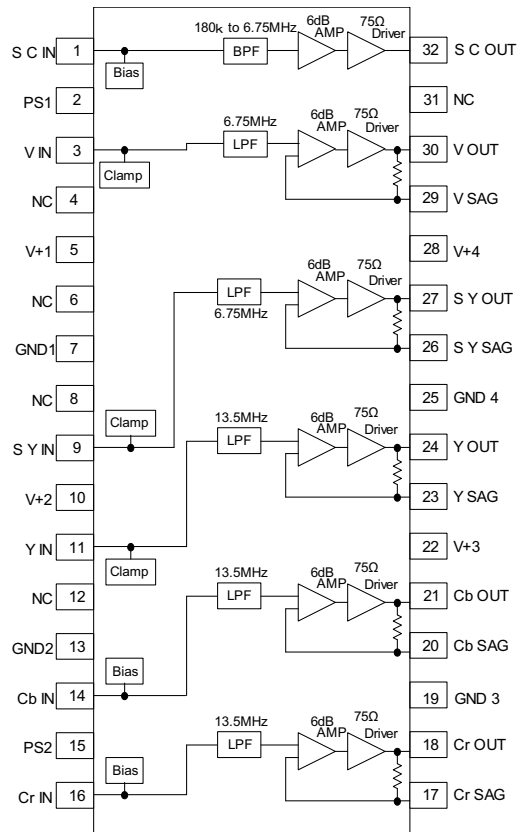 180k to 6.75MHz 6dB AMP 75Ω Driver
S C IN 1 Bias BPF 32 S C OUT
PS1 2 31 NC
6.75MHz 6dB AMP 75Ω Driver
V IN 3 Clamp LPF 30 V OUT
NC 4 29 V SAG
V+1 5 28 V+4
6dB AMP 75Ω Driver
NC 6 LPF 6.75MHz 27 S Y OUT
GND1 7 26 S Y SAG
NC 8 25 GND 4
Clamp 13.5MHz 6dB AMP 75Ω Driver
S Y IN 9 LPF 24 Y OUT
V+2 10 23 Y SAG
Y IN 11 Clamp 22 V+3
13.5MHz 6dB AMP 75Ω Driver
NC 12 LPF 21 Cb OUT
GND2 13 20 Cb SAG
Cb IN 14 Bias 19 GND 3
13.5MHz 6dB AMP 75Ω Driver
PS2 15 LPF 18 Cr OUT
Cr IN 16 Bias 17 Cr SAG